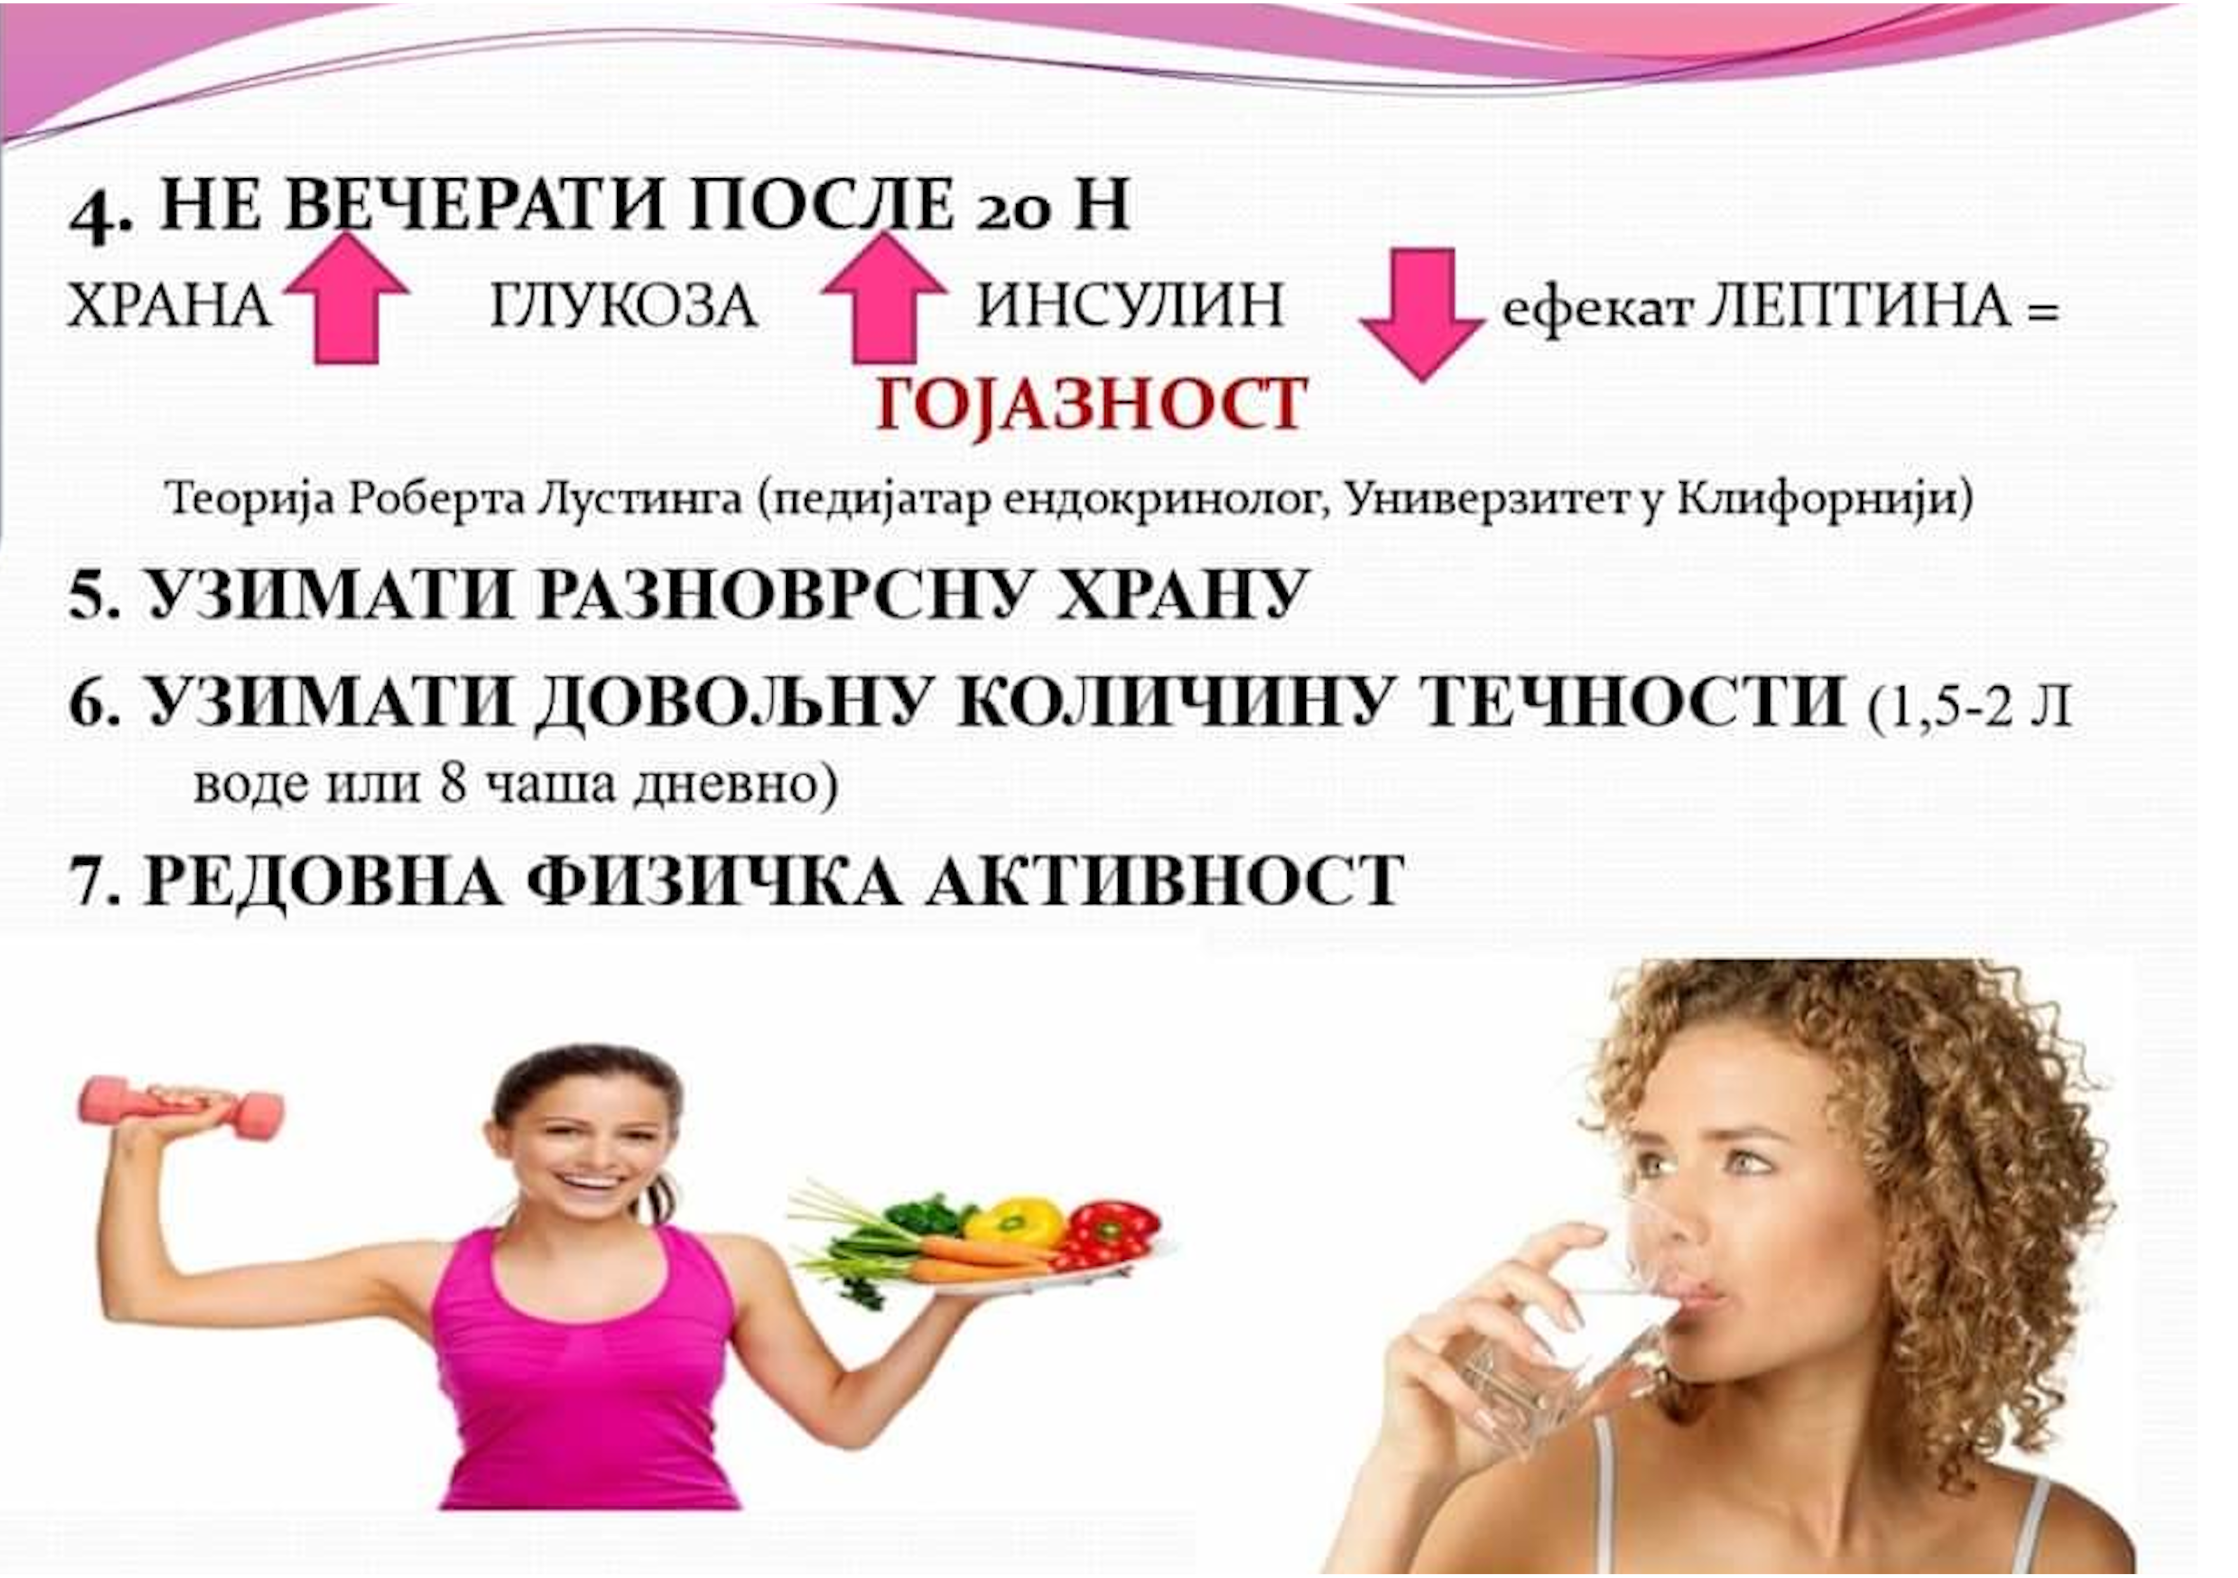 4. НЕ ВЕЧЕРАТИ ПОСЛЕ 20 Н
ХРАНА ГЛУКОЗА ИНСУЛИН ефекат ЛЕПТИНА =
ГОЈАЗНОСТ
Теорија Роберта Лустинга (педијатар ендокринолог, Универзитет у Клифорнији)
5. УЗИМАТИ РАЗНОВРСНУ ХРАНУ
6. УЗИМАТИ ДОВОЉНУ КОЛИЧИНУ ТЕЧНОСТИ (1,5-2 Л
воде или 8 чаша дневно)
7. РЕДОВНА ФИЗИЧКА АКТИВНОСТ